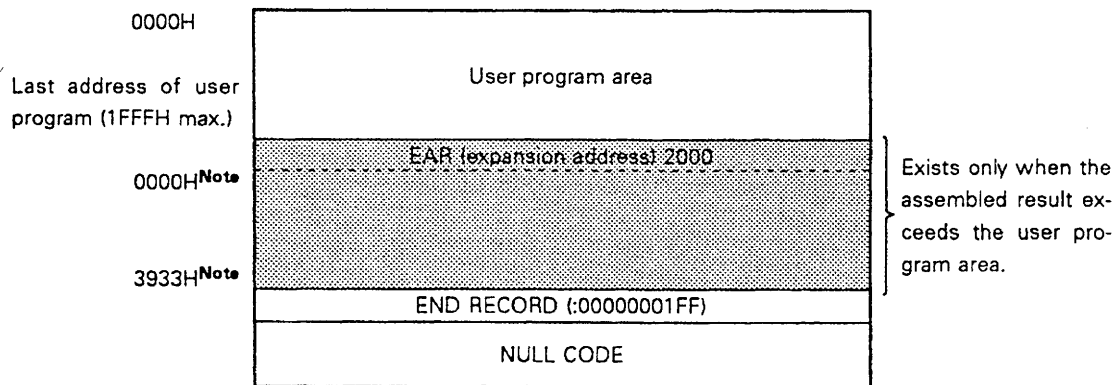 0000H
User program area
Last address of user
program (1FFFH max.)
EAR (expansion address) 2000
0000HNote
Exists only when the
assembled result ex-
ceeds the user pro-
gram area.
3933HNote
END RECORD (:00000001FF)
NULL CODE